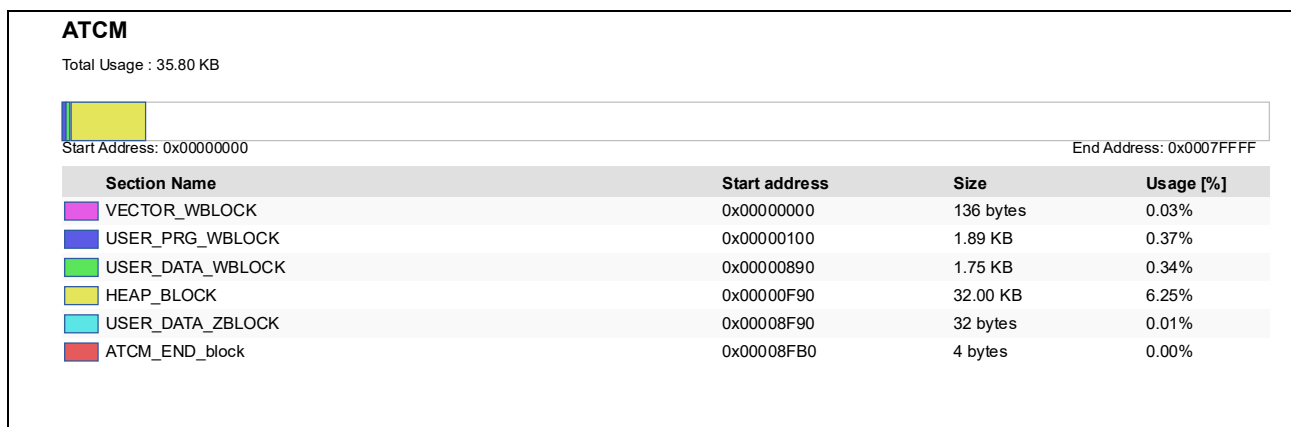 ATCM
Total Usage : 35.80 KB
Start Address: 0x00000000 End Address: 0x0007FFFF
Section Name Start address Size Usage [%]
VECTOR_WBLOCK 0x00000000 136 bytes 0.03%
USER_PRG_WBLOCK 0x00000100 1.89 KB 0.37%
USER_DATA_WBLOCK 0x00000890 1.75 KB 0.34%
HEAP_BLOCK 0x00000F90 32.00 KB 6.25%
USER_DATA_ZBLOCK 0x00008F90 32 bytes 0.01%
ATCM_END_block 0x00008FB0 4 bytes 0.00%